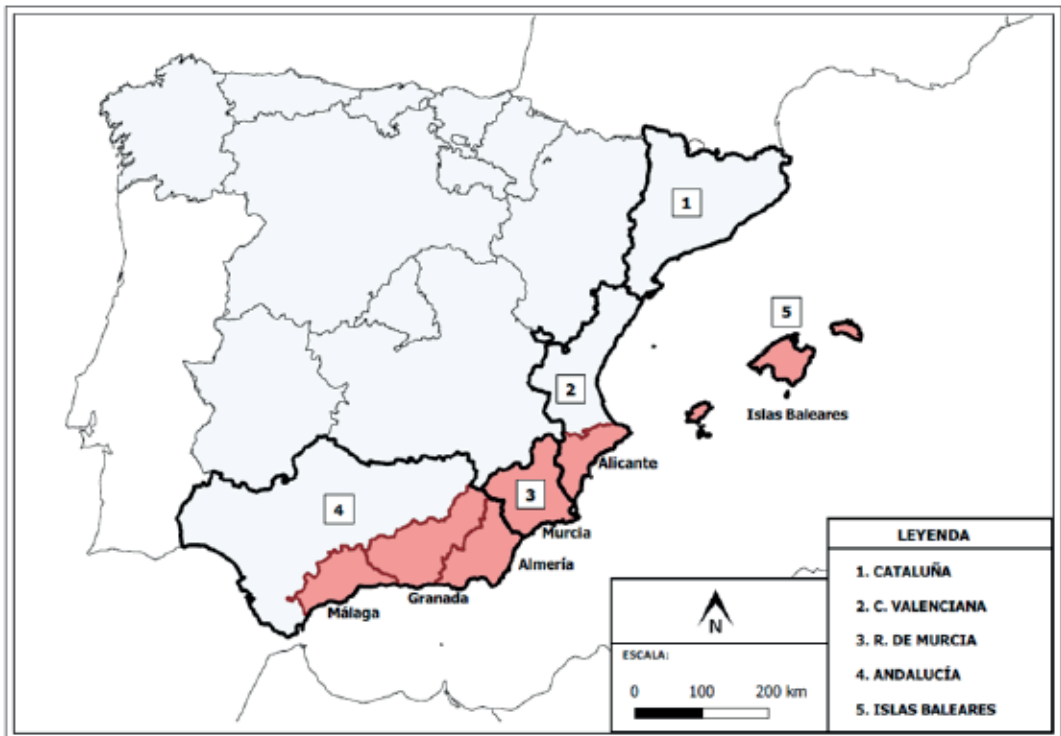 1
5
Islas Baleares
2
Alicante
3
4
Murcia
Almería
Granada
Málaga
N
ESCALA:
0 100 200 km
LEYENDA
1. CATALUÑA
2. C. VALENCIANA
3. R. DE MURCIA
4. ANDALUCÍA
5. ISLAS BALEARES